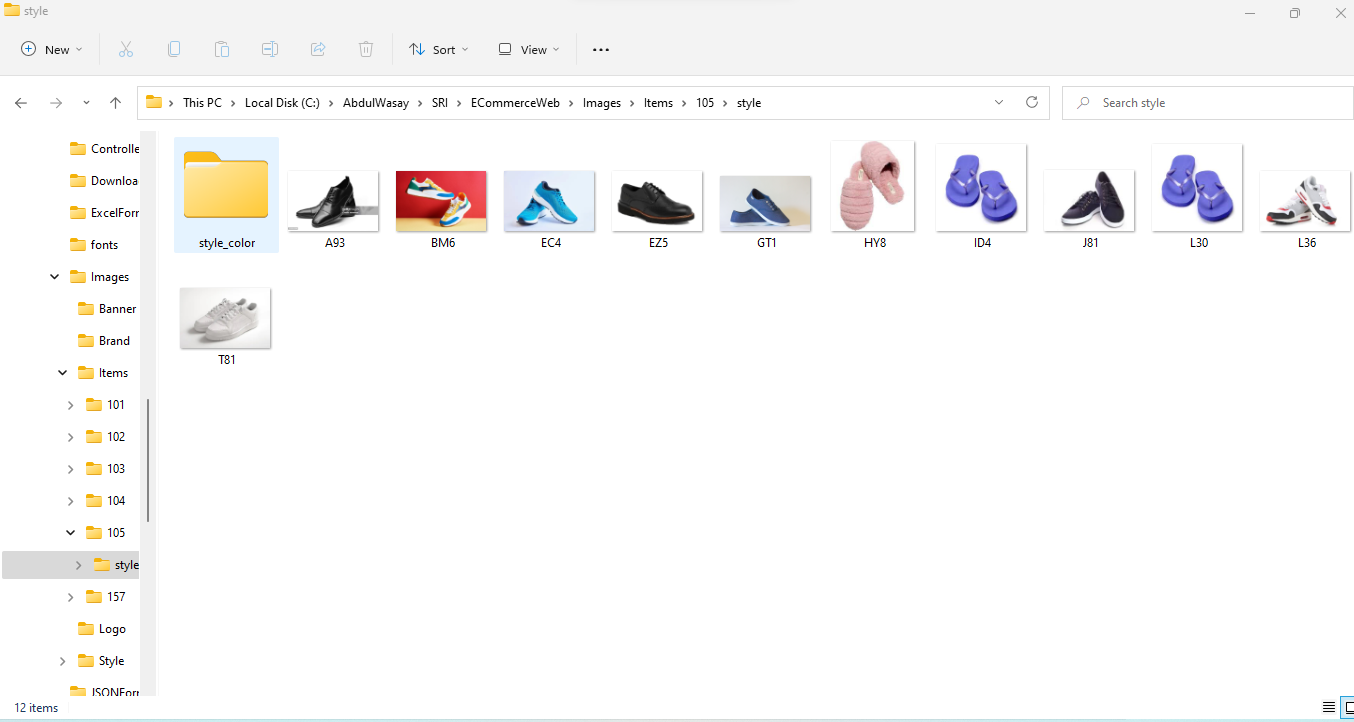 style
New
Sort
View
This PC > Local Disk (C:) > AbdulWasay > SRI > ECommerceWeb > Images > Items > 105 > style
Search style
Controlle
Downloa
ExcelForr
fonts
Images
Banner
Brand
Items
101
102
103
104
105
style
157
Logo
Style
JSONForr
style_color
A93
BM6
EC4
EZ5
GT1
HY8
ID4
J81
L30
L36
T81
12 items